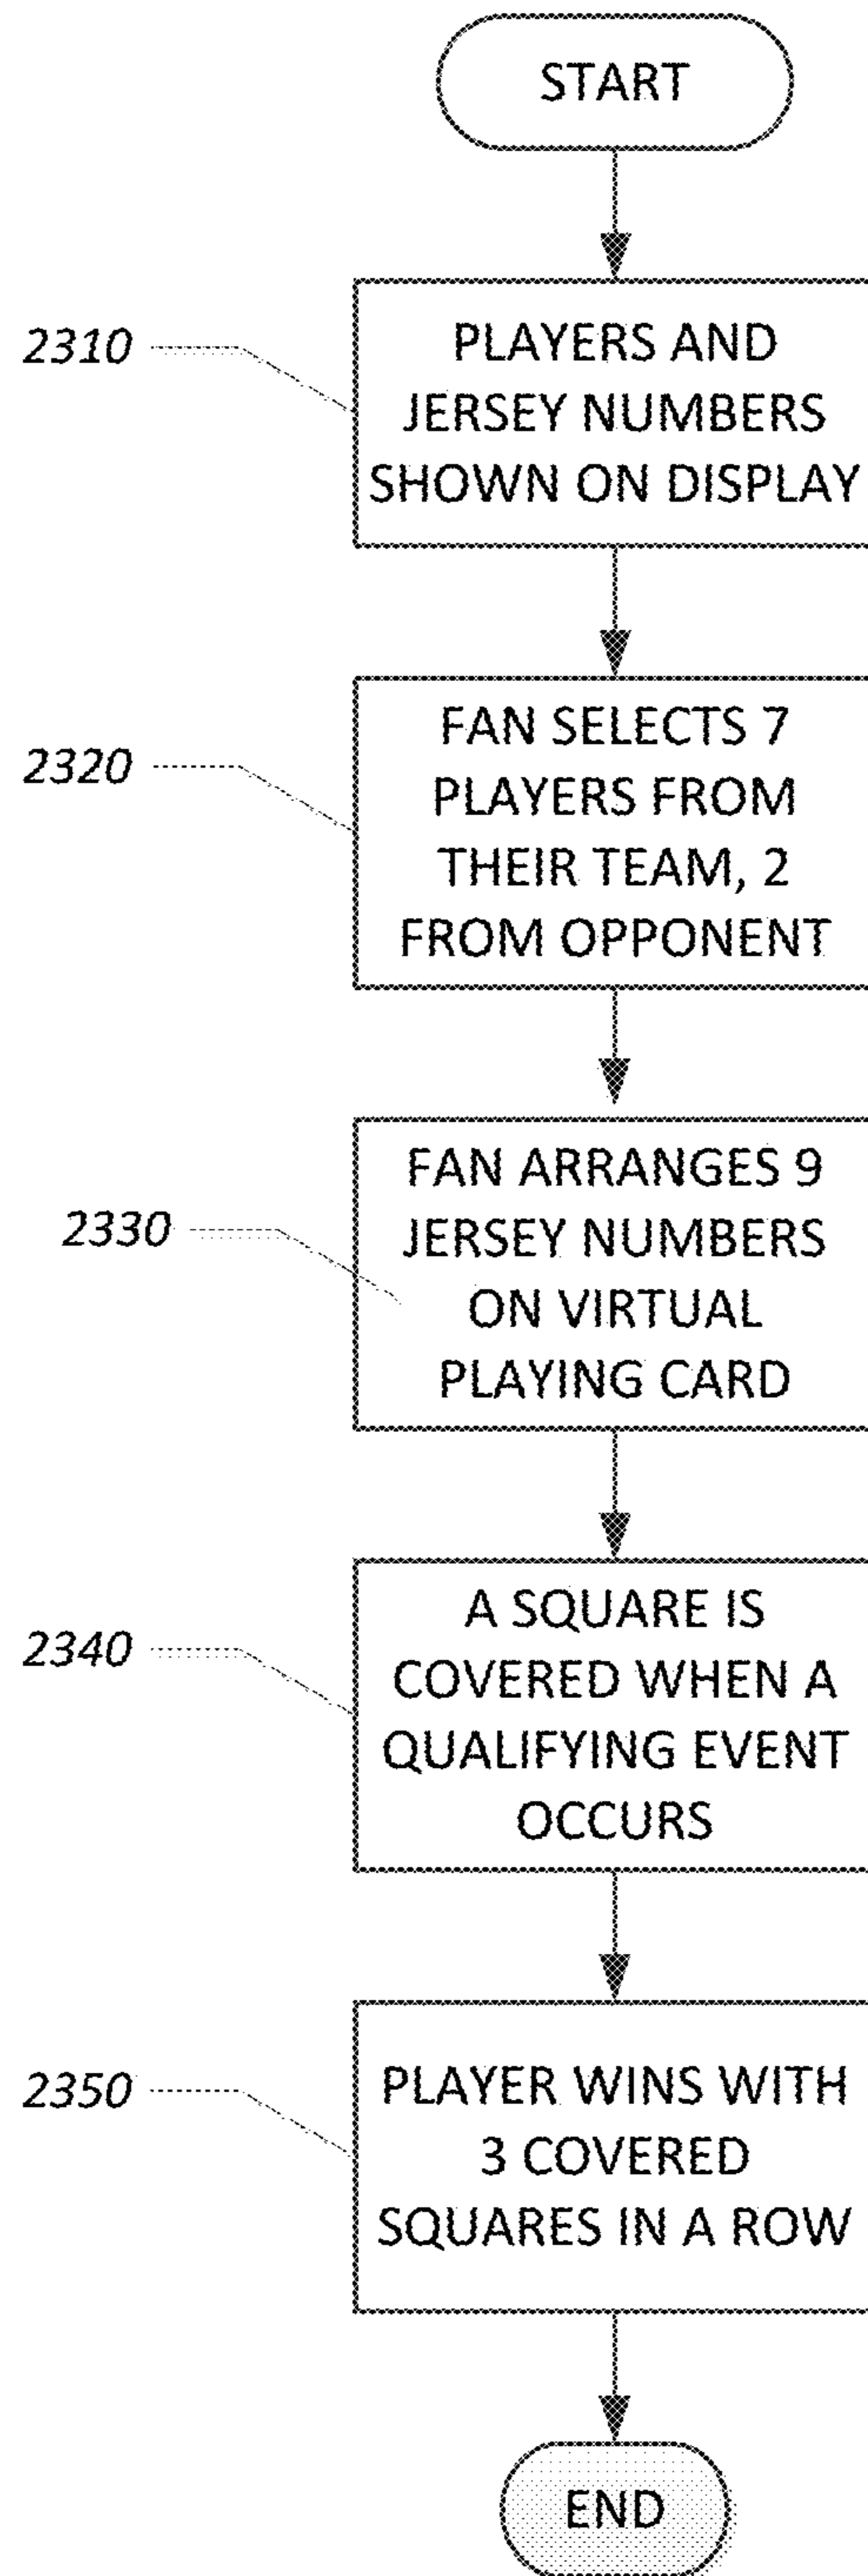 START
2310
PLAYERS AND
JERSEY NUMBERS
SHOWN ON DISPLAY
2320
FAN SELECTS 7
PLAYERS FROM
THEIR TEAM, 2
FROM OPPONENT
2330
FAN ARRANGES 9
JERSEY NUMBERS
ON VIRTUAL
PLAYING CARD
2340
A SQUARE IS
COVERED WHEN A
QUALIFYING EVENT
OCCURS
2350
PLAYER WINS WITH
3 COVERED
SQUARES IN A ROW
END